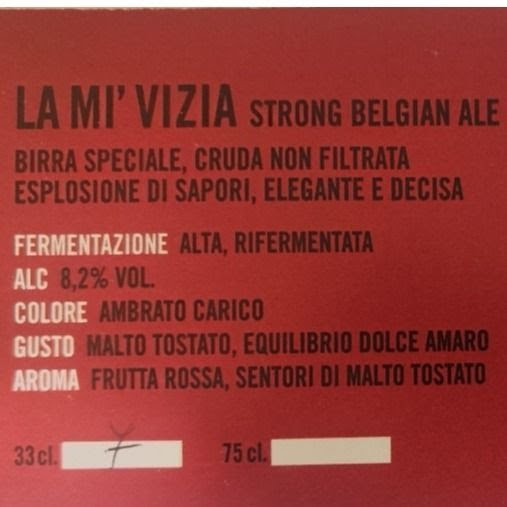 LA MI' VIZIA STRONG BELGIAN ALE
BIRRA SPECIALE, CRUDA NON FILTRATA
ESPLOSIONE DI SAPORI, ELEGANTE E DECISA
FERMENTAZIONE ALTA, RIFERMENTATA
ALC 8,2% VOL.
COLORE AMBRATO CARICO
GUSTO MALTO TOSTATO, EQUILIBRIO DOLCE AMARO
AROMA FRUTTA ROSSA, SENTORI DI MALTO TOSTATO
33 cl. 75 cl.